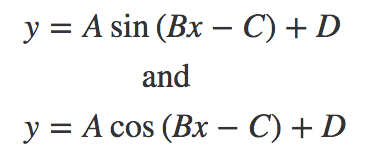 y = A sin (Bx − C) + D
and
y = A cos (Bx − C) + D